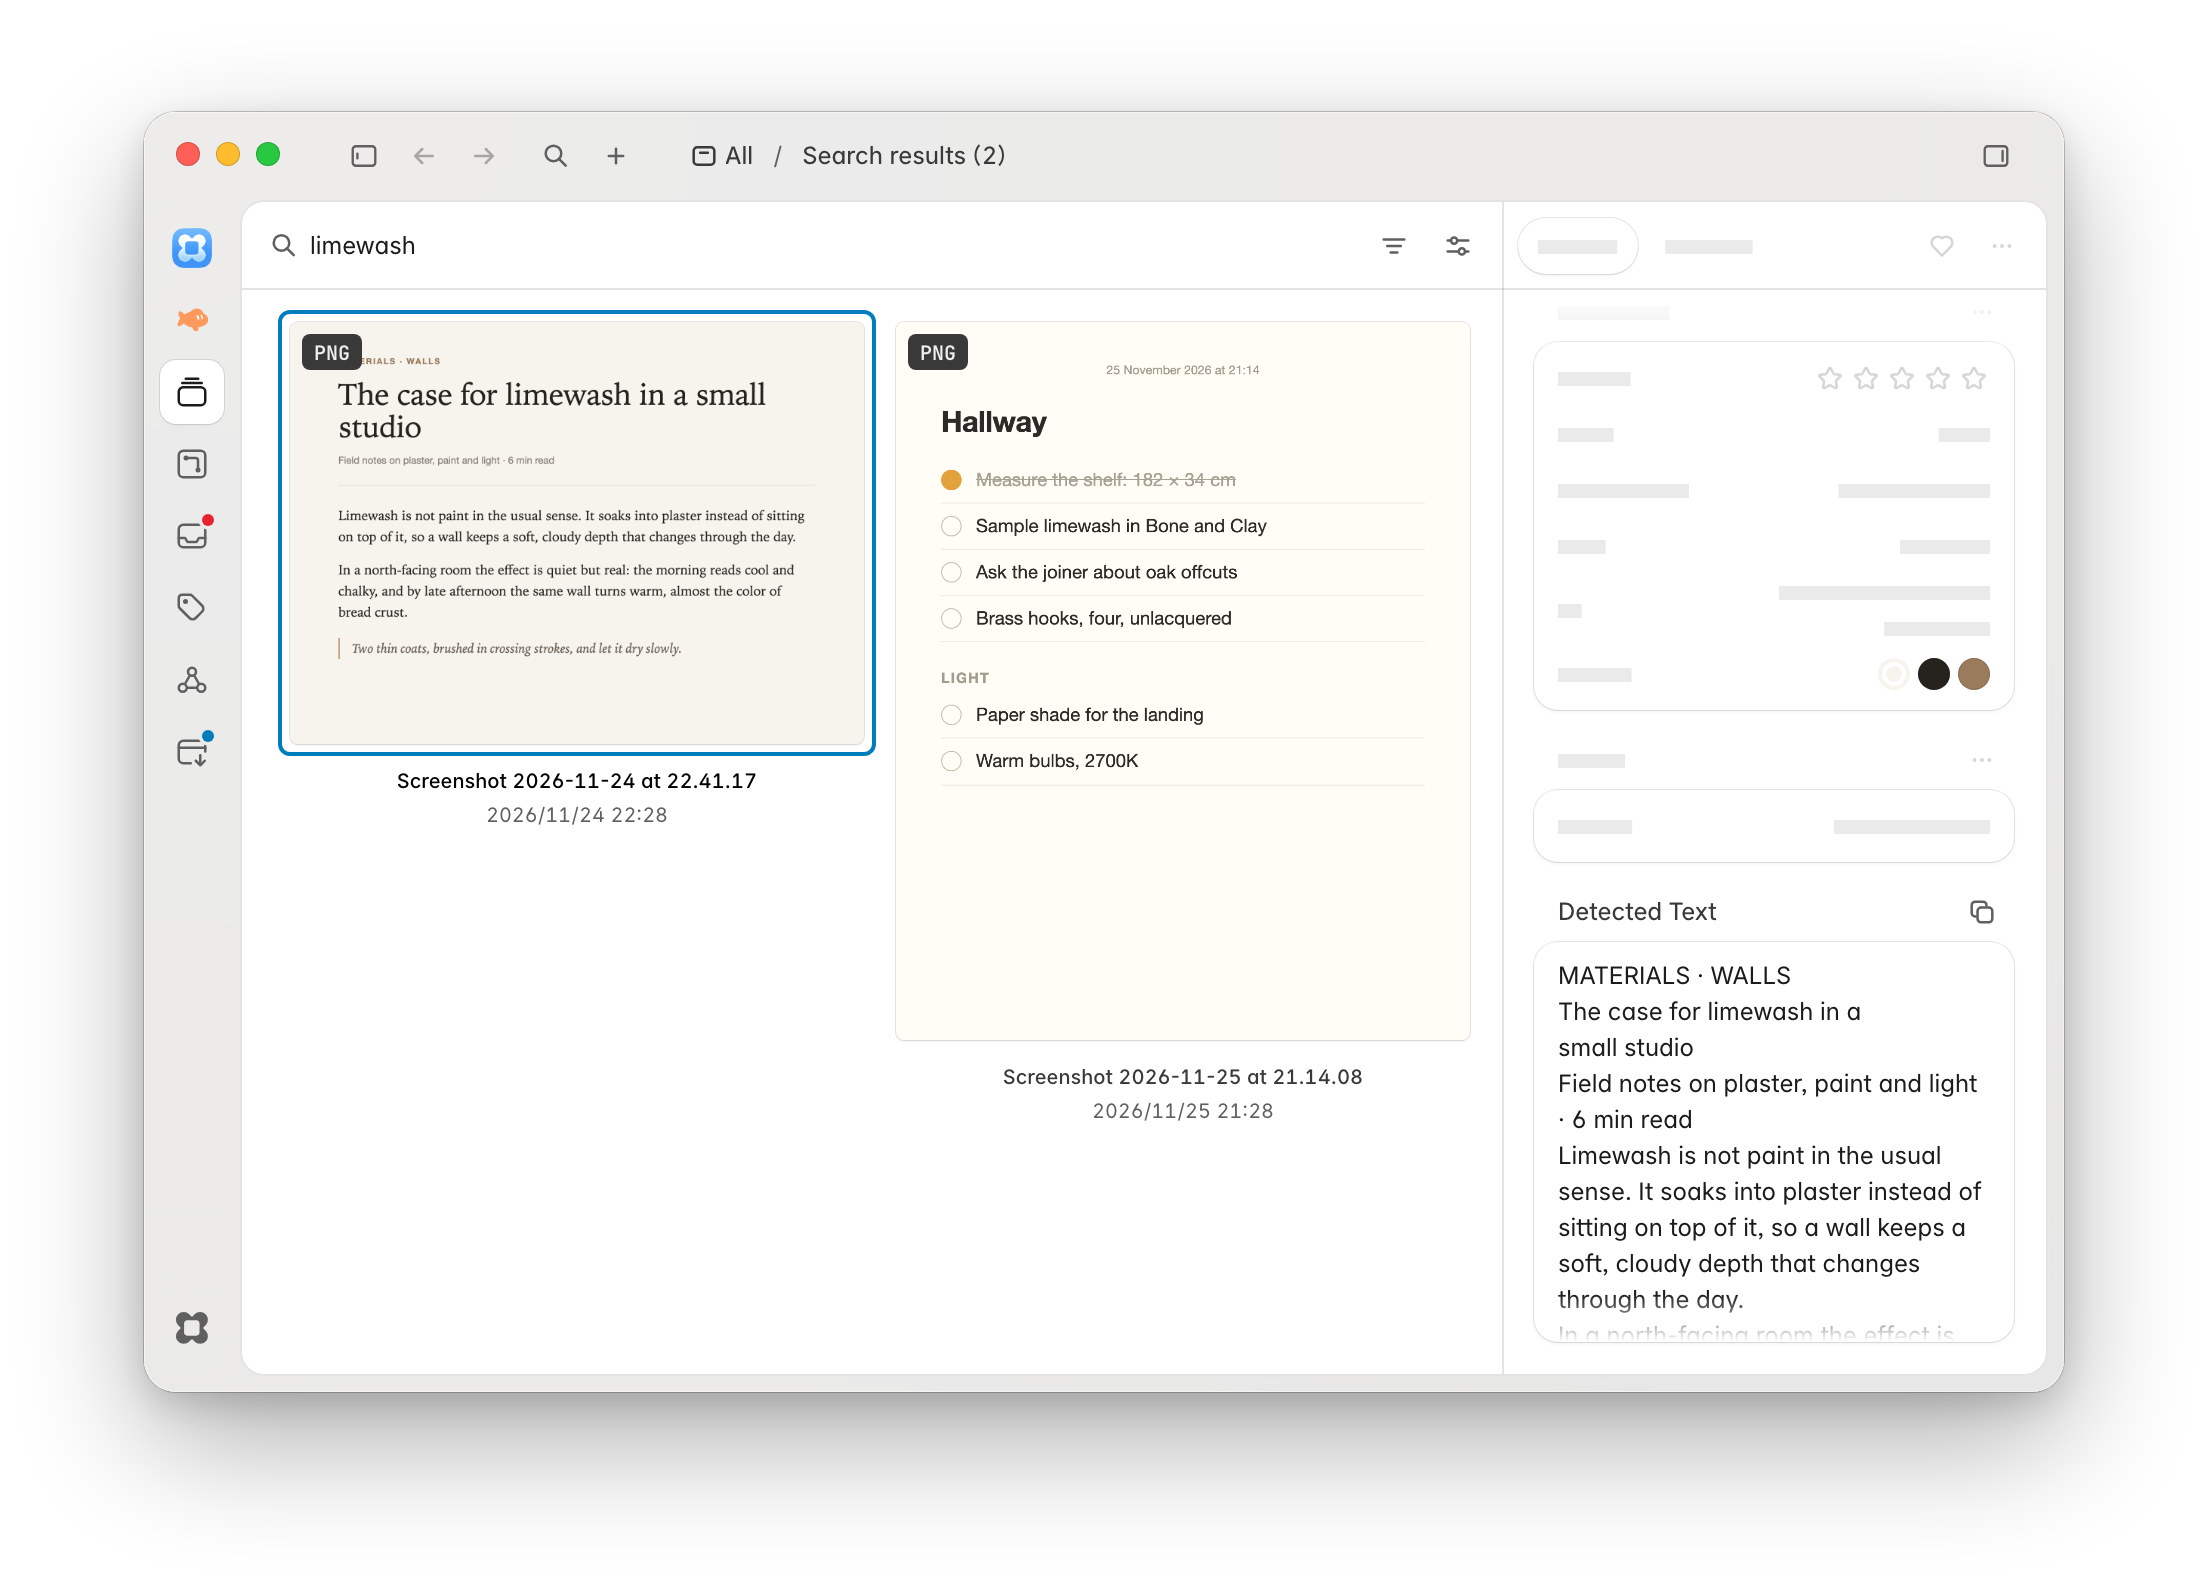 All / Search results (2)
limewash
PNG
ERIALS · WALLS
The case for limewash in a small
studio
Field notes on plaster, paint and light · 6 min read
Limewash is not paint in the usual sense. It soaks into plaster instead of sitting
on top of it, so a wall keeps a soft, cloudy depth that changes through the day.
In a north-facing room the effect is quiet but real: the morning reads cool and
chalky, and by late afternoon the same wall turns warm, almost the color of
bread crust.
Two thin coats, brushed in crossing strokes, and let it dry slowly.
Screenshot 2026-11-24 at 22.41.17
2026/11/24 22:28
PNG
25 November 2026 at 21:14
Hallway
Measure the shelf: 182 × 34 cm
Sample limewash in Bone and Clay
Ask the joiner about oak offcuts
Brass hooks, four, unlacquered
LIGHT
Paper shade for the landing
Warm bulbs, 2700K
Screenshot 2026-11-25 at 21.14.08
2026/11/25 21:28
Detected Text
MATERIALS · WALLS
The case for limewash in a
small studio
Field notes on plaster, paint and light
· 6 min read
Limewash is not paint in the usual
sense. It soaks into plaster instead of
sitting on top of it, so a wall keeps a
soft, cloudy depth that changes
through the day.
In a north-facing room the effect is